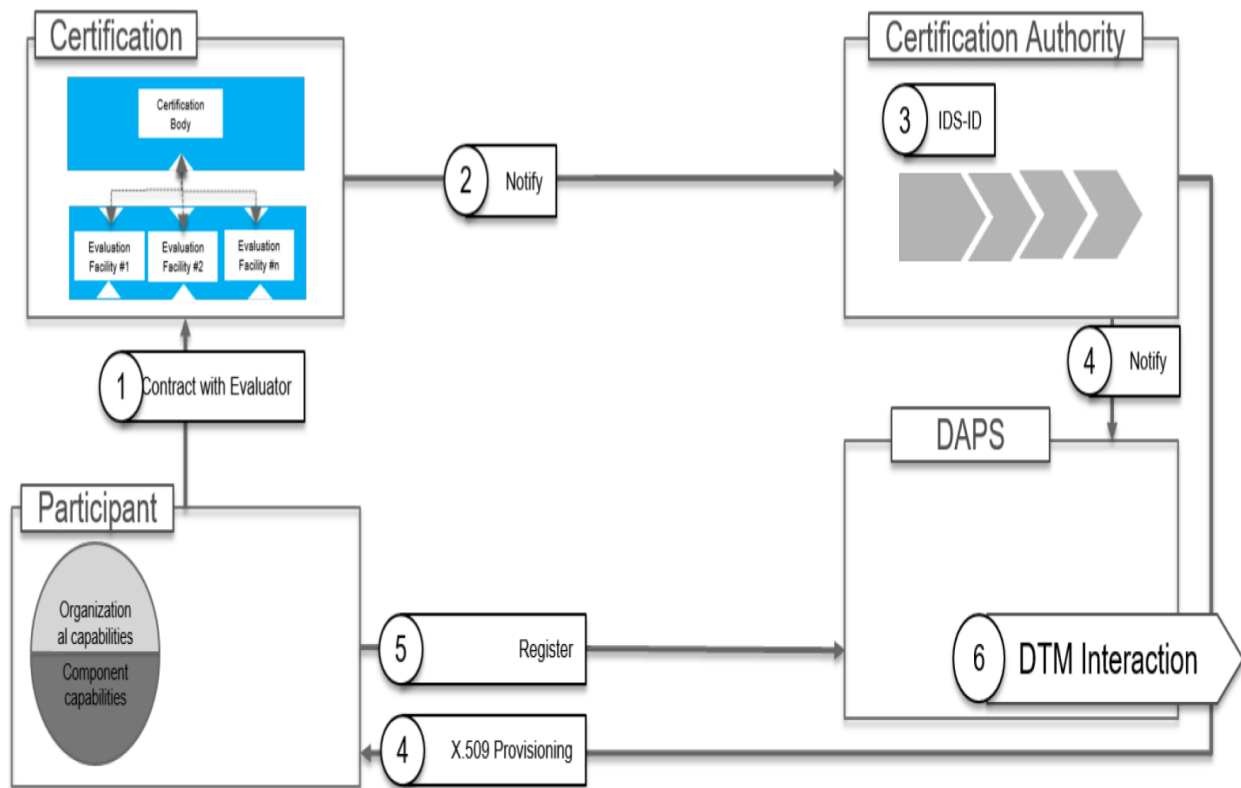 Certification
Certification
Body
Evaluation
Facility #1
Evaluation
Facility #2
Evaluation
Facility #n
2
Notify
Certification Authority
3
IDS-ID
1
Contract with Evaluator
4
Notify
DAPS
Participant
Organization
al capabilities
Component
capabilities
5
Register
6
DTM Interaction
4
X.509 Provisioning